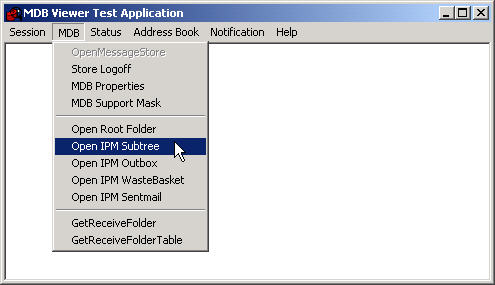 MDB Viewer Test Application
Session MDB Status Address Book Notification Help
OpenMessageStore
Store Logoff
MDB Properties
MDB Support Mask
Open Root Folder
Open IPM Subtree
Open IPM Outbox
Open IPM WasteBasket
Open IPM Sentmail
GetReceiveFolder
GetReceiveFolderTable